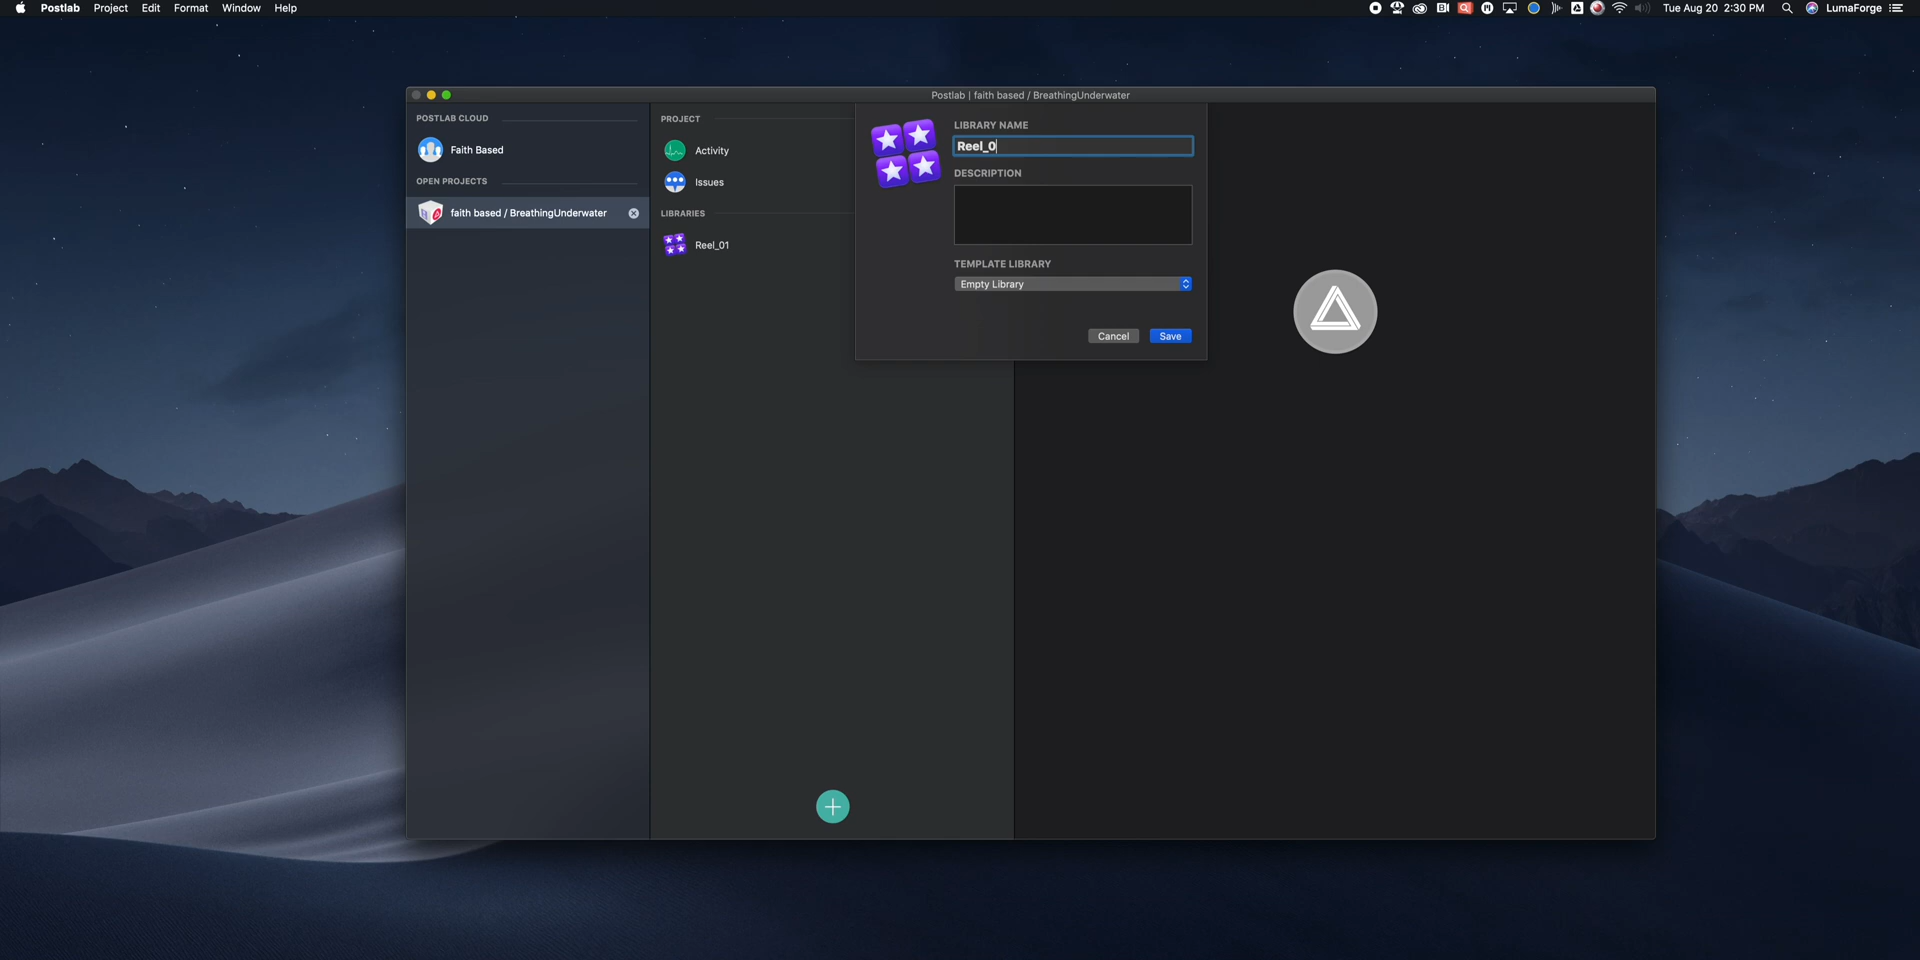 Postlab Project Edit Format Window Help
Tue Aug 20 2:30 PM LumaForge
Postlab | faith based / BreathingUnderwater
POSTLAB CLOUD
Faith Based
OPEN PROJECTS
faith based / BreathingUnderwater
PROJECT
Activity
Issues
LIBRARIES
Reel_01
LIBRARY NAME
Reel_0
DESCRIPTION
TEMPLATE LIBRARY
Empty Library
Cancel Save